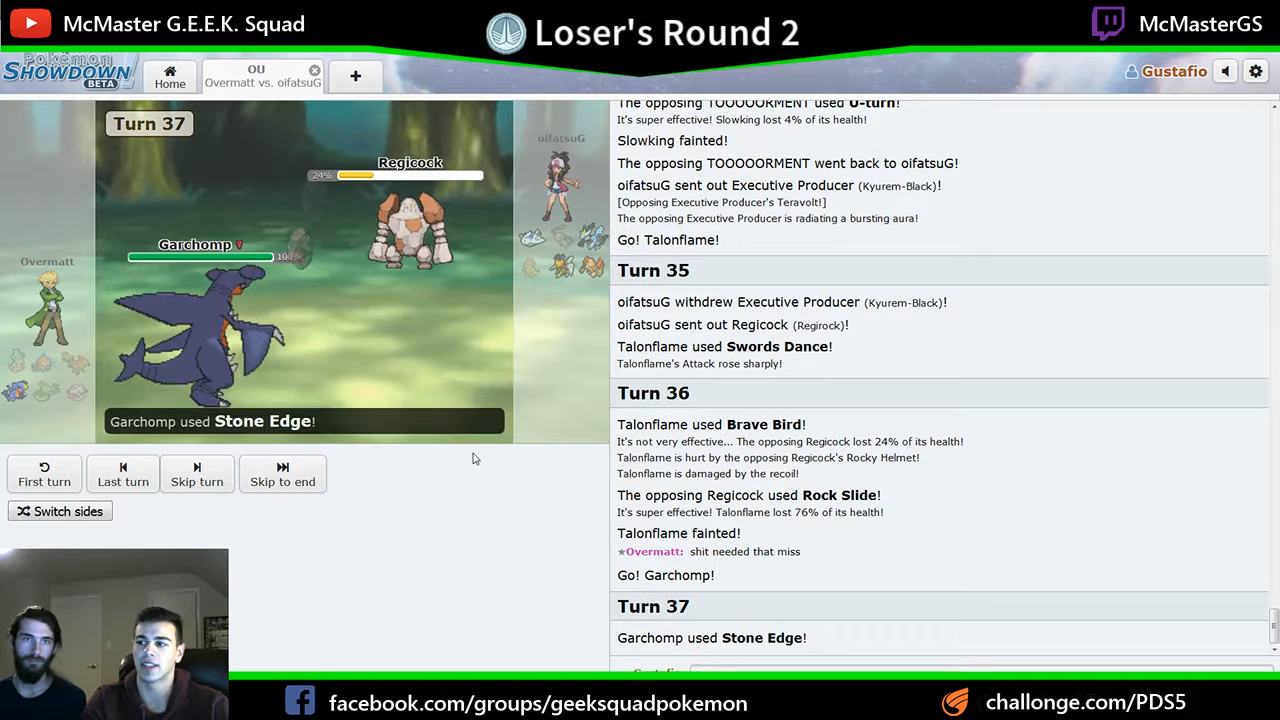 McMaster G.E.E.K. Squad
Loser's Round 2
McMasterGS
Pokémon
SHOWDOWN
BETA
Home
OU
Overmatt vs. oifatsuG
+
Gustafio
Turn 37
Regicock
24%
Garchomp
100%
Garchomp used Stone Edge!
Overmatt
oifatsuG
First turn
Last turn
Skip turn
Skip to end
Switch sides
The opposing TOOOOORMENT used U-turn!
It's super effective! Slowking lost 4% of its health!
Slowking fainted!
The opposing TOOOOORMENT went back to oifatsuG!
oifatsuG sent out Executive Producer (Kyurem-Black)!
[Opposing Executive Producer's Teravolt!]
The opposing Executive Producer is radiating a bursting aura!
Go! Talonflame!
Turn 35
oifatsuG withdrew Executive Producer (Kyurem-Black)!
oifatsuG sent out Regicock (Regirock)!
Talonflame used Swords Dance!
Talonflame's Attack rose sharply!
Turn 36
Talonflame used Brave Bird!
It's not very effective... The opposing Regicock lost 24% of its health!
Talonflame is hurt by the opposing Regicock's Rocky Helmet!
Talonflame is damaged by the recoil!
The opposing Regicock used Rock Slide!
It's super effective! Talonflame lost 76% of its health!
Talonflame fainted!
★Overmatt: shit needed that miss
Go! Garchomp!
Turn 37
Garchomp used Stone Edge!
facebook.com/groups/geeksquadpokemon
challonge.com/PDS5